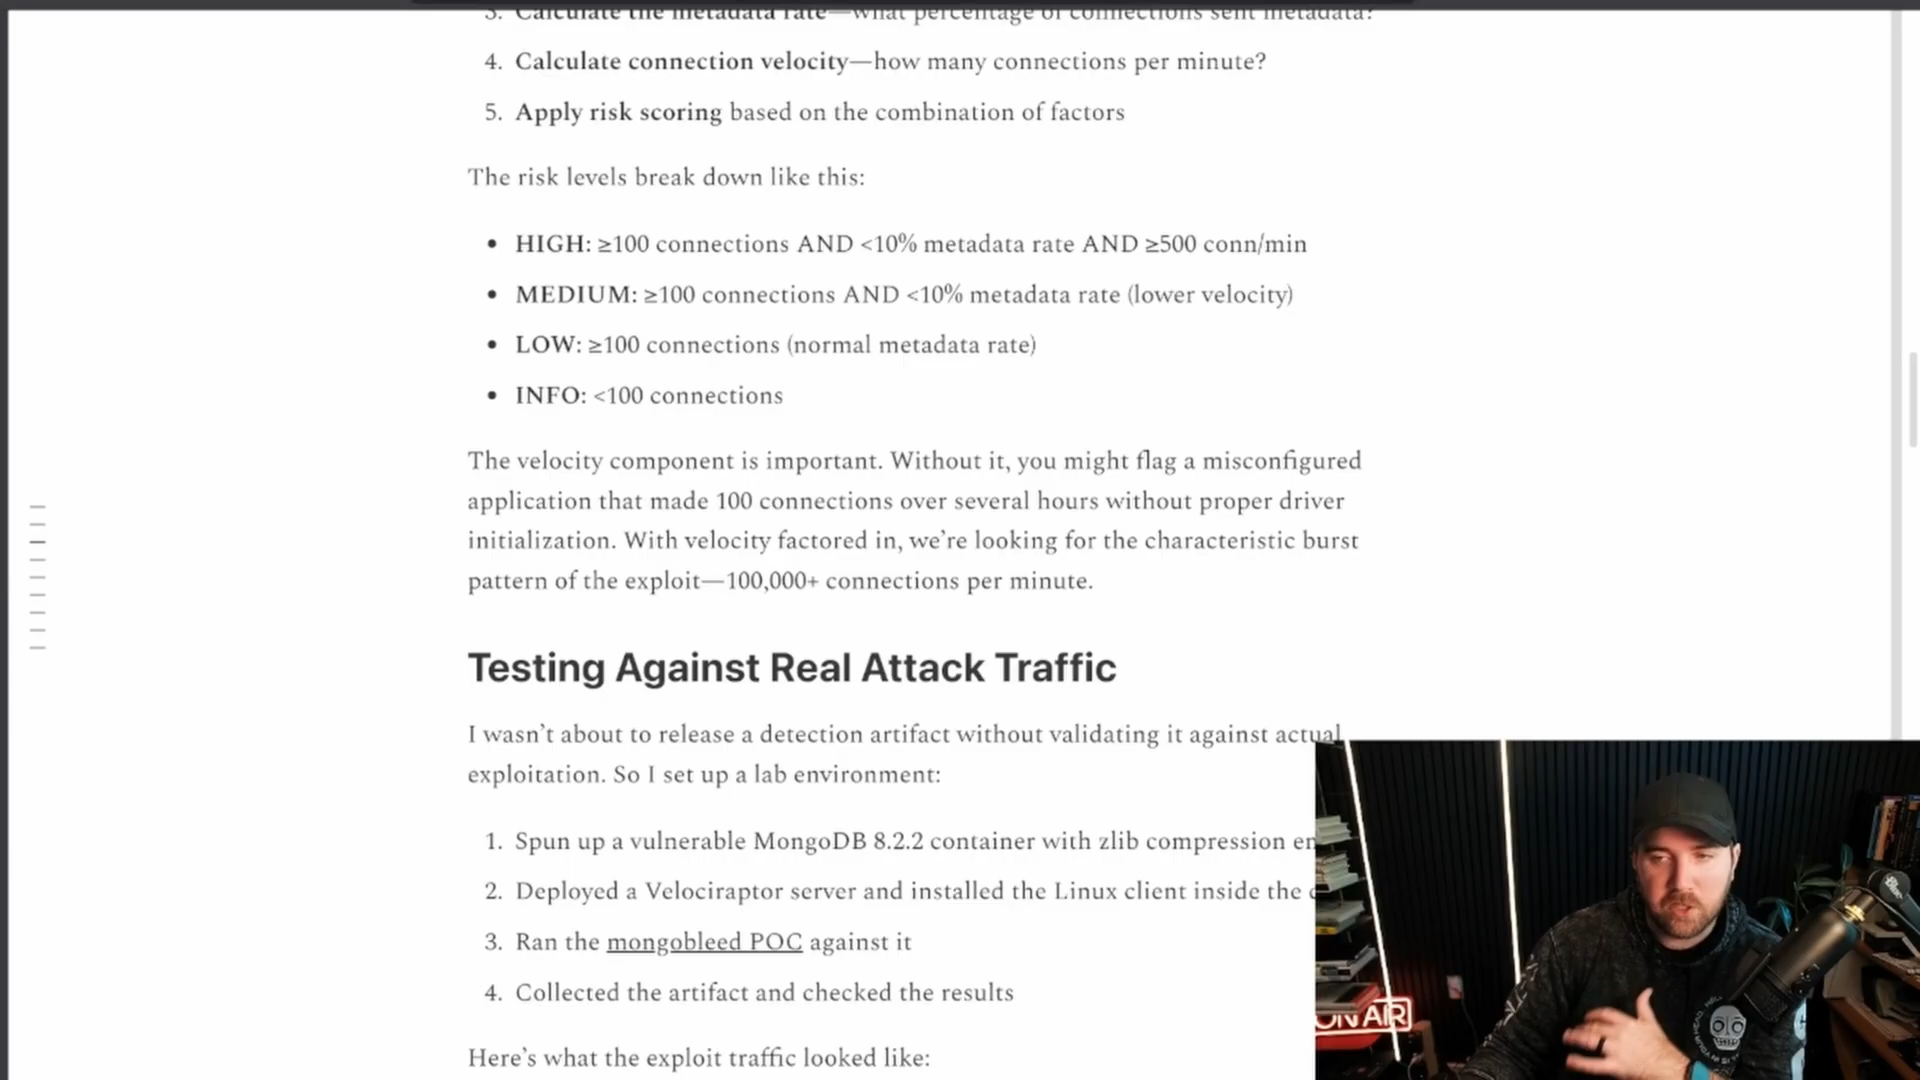 3. Calculate the metadata rate—what percentage of connections sent metadata?
4. Calculate connection velocity—how many connections per minute?
5. Apply risk scoring based on the combination of factors
The risk levels break down like this:
• HIGH: ≥100 connections AND <10% metadata rate AND ≥500 conn/min
• MEDIUM: ≥100 connections AND <10% metadata rate (lower velocity)
• LOW: ≥100 connections (normal metadata rate)
• INFO: <100 connections
The velocity component is important. Without it, you might flag a misconfigured
application that made 100 connections over several hours without proper driver
initialization. With velocity factored in, we’re looking for the characteristic burst
pattern of the exploit—100,000+ connections per minute.
Testing Against Real Attack Traffic
I wasn’t about to release a detection artifact without validating it against actual
exploitation. So I set up a lab environment:
1. Spun up a vulnerable MongoDB 8.2.2 container with zlib compression en
2. Deployed a Velociraptor server and installed the Linux client inside the
3. Ran the mongobleed POC against it
4. Collected the artifact and checked the results
Here’s what the exploit traffic looked like:
ON AIR
Blue